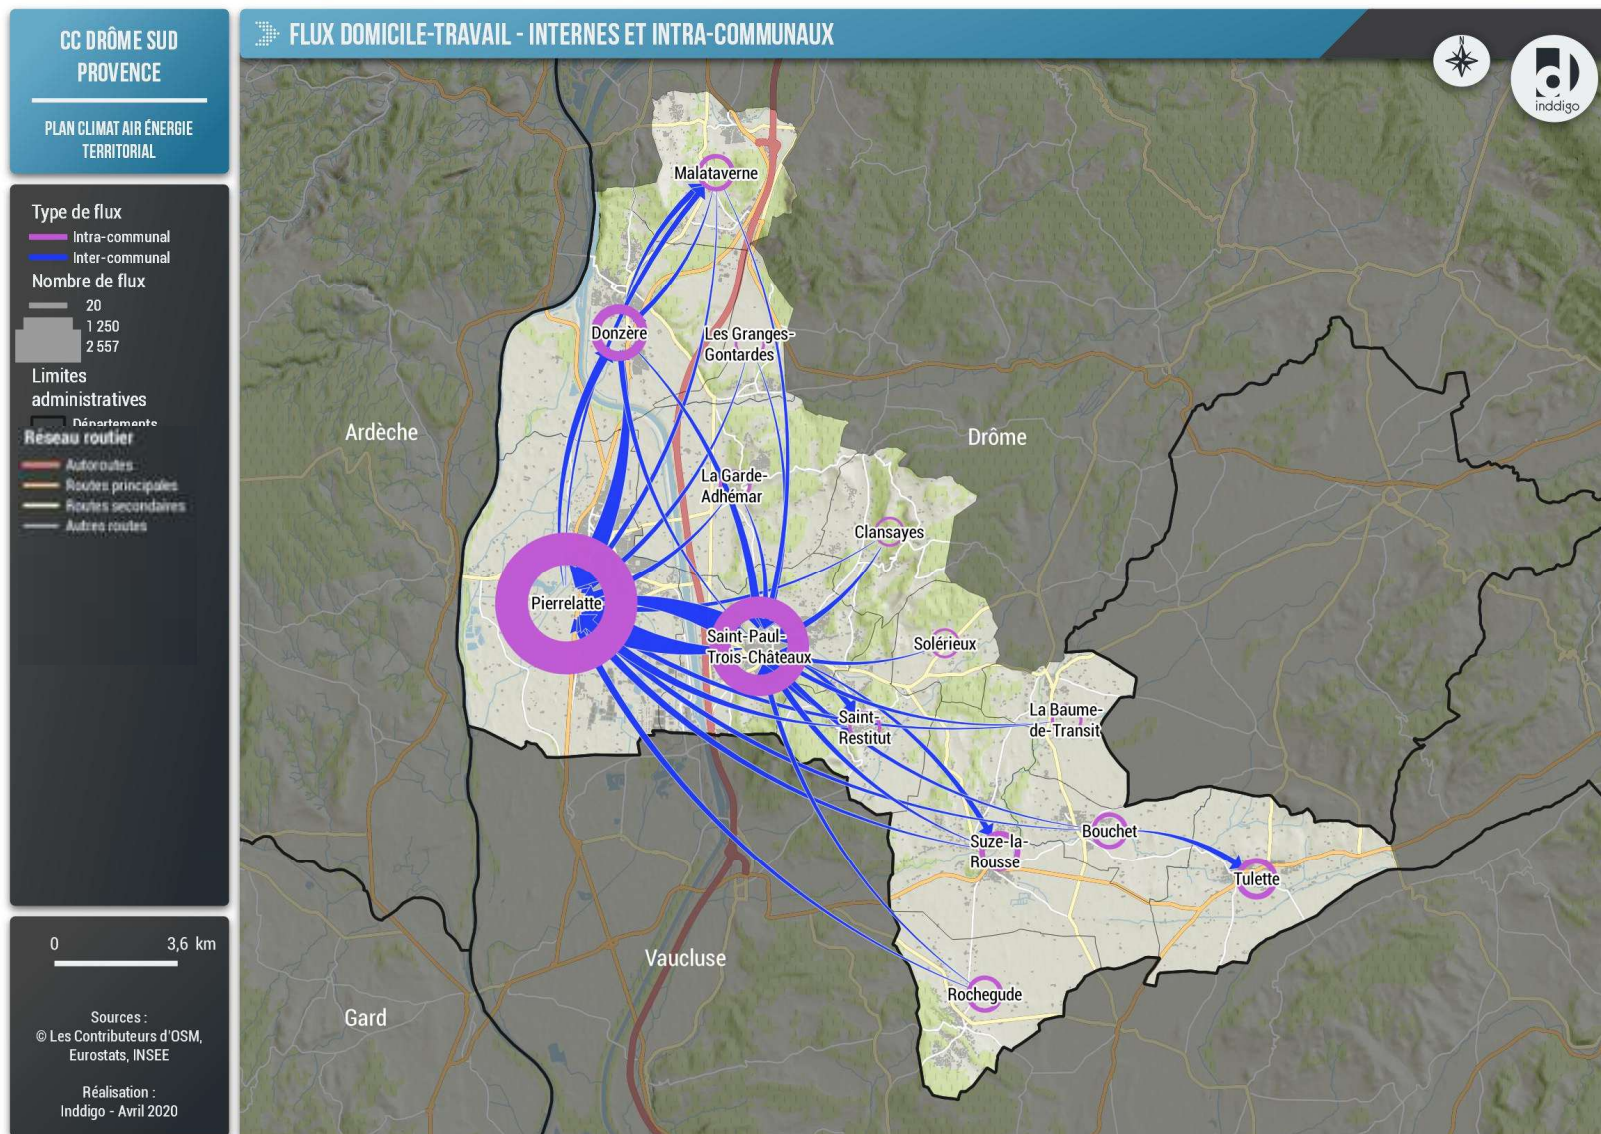 CC DRÔME SUD
PROVENCE
PLAN CLIMAT AIR ÉNERGIE
TERRITORIAL
FLUX DOMICILE-TRAVAIL - INTERNES ET INTRA-COMMUNAUX
N
inddigo
Type de flux
Intra-communal
Inter-communal
Nombre de flux
20
1 250
2 557
Limites
administratives
Départements
Réseau routier
Autoroutes
Routes principales
Routes secondaires
Autres routes
0 3,6 km
Sources :
© Les Contributeurs d'OSM,
Eurostats, INSEE
Réalisation :
Inddigo - Avril 2020
Malataverne
Donzère
Les Granges-
Gontardes
Ardèche
Drôme
La Garde-
Adhémar
Clansayes
Pierrelatte
Saint-Paul-
Trois-Châteaux
Solérieux
Saint-
Restitut
La Baume-
de-Transit
Suze-la-
Rousse
Bouchet
Tulette
Vaucluse
Rochegude
Gard